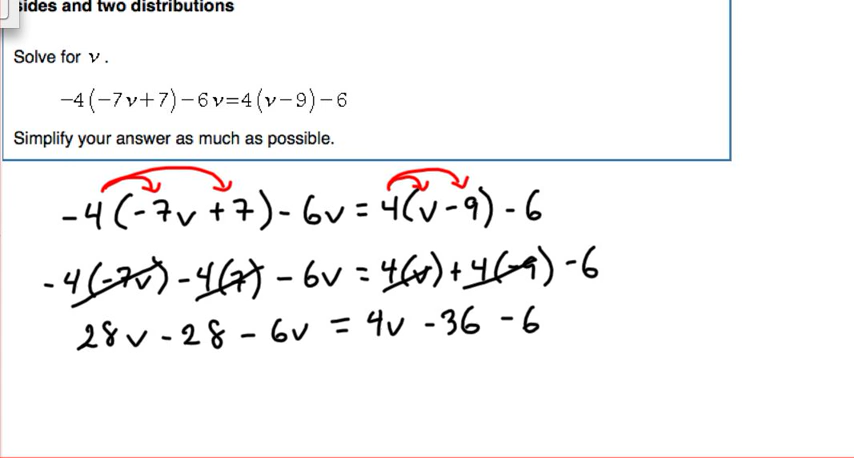 sides and two distributions
Solve for v.
-4(-7v+7)-6v=4(v-9)-6
Simplify your answer as much as possible.
-4(-7v+7)-6v=4(v-9)-6
-4(-7v)-4(7)-6v=4(v)+4(-9)-6
28v-28-6v=4v-36-6